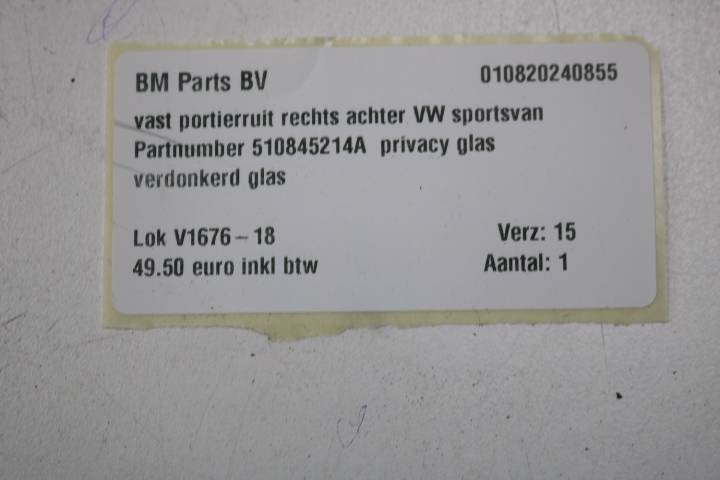 BM Parts BV 010820240855
vast portierruit rechts achter VW sportsvan
Partnumber 510845214A privacy glas
verdonkerd glas
Lok V1676-18 Verz: 15
49.50 euro inkl btw Aantal: 1